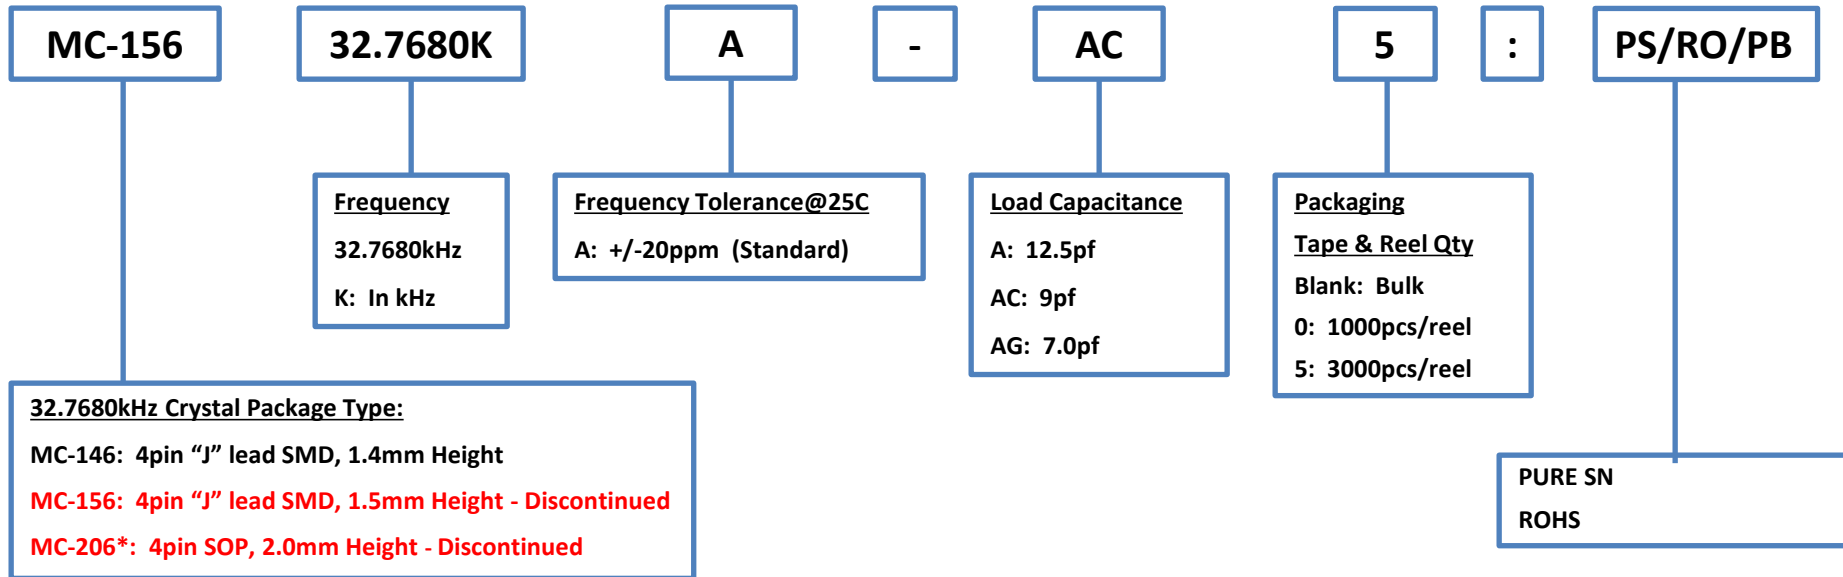 MC-156 32.7680K A - AC 5 : PS/RO/PB
Frequency
32.7680kHz
K: In kHz
Frequency Tolerance@25C
A: +/-20ppm (Standard)
Load Capacitance
A: 12.5pf
AC: 9pf
AG: 7.0pf
Packaging
Tape & Reel Qty
Blank: Bulk
0: 1000pcs/reel
5: 3000pcs/reel
32.7680kHz Crystal Package Type:
MC-146: 4pin “J” lead SMD, 1.4mm Height
MC-156: 4pin “J” lead SMD, 1.5mm Height - Discontinued
MC-206*: 4pin SOP, 2.0mm Height - Discontinued
PURE SN
ROHS